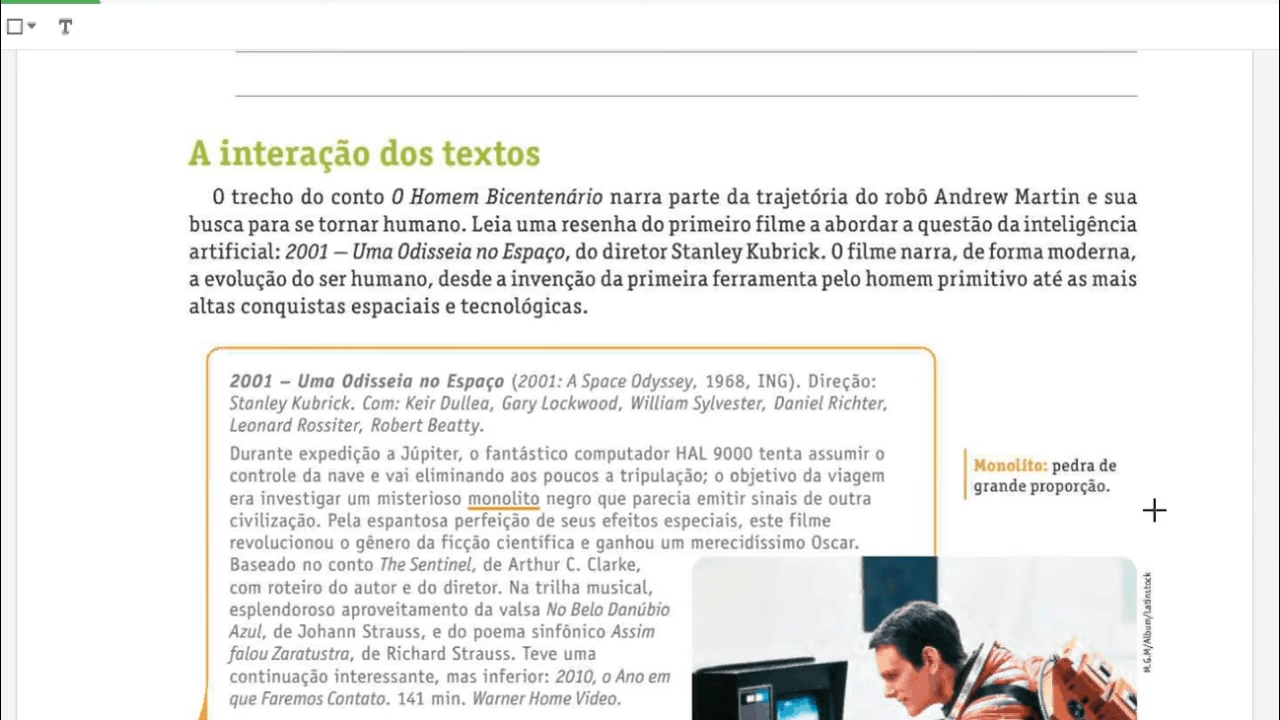 T
A interação dos textos
O trecho do conto O Homem Bicentenário narra parte da trajetória do robô Andrew Martin e sua
busca para se tornar humano. Leia uma resenha do primeiro filme a abordar a questão da inteligência
artificial: 2001 – Uma Odisseia no Espaço, do diretor Stanley Kubrick. O filme narra, de forma moderna,
a evolução do ser humano, desde a invenção da primeira ferramenta pelo homem primitivo até as mais
altas conquistas espaciais e tecnológicas.
2001 – Uma Odisseia no Espaço (2001: A Space Odyssey, 1968, ING). Direção:
Stanley Kubrick. Com: Keir Dullea, Gary Lockwood, William Sylvester, Daniel Richter,
Leonard Rossiter, Robert Beatty.
Durante expedição a Júpiter, o fantástico computador HAL 9000 tenta assumir o
controle da nave e vai eliminando aos poucos a tripulação; o objetivo da viagem
era investigar um misterioso monolito negro que parecia emitir sinais de outra
civilização. Pela espantosa perfeição de seus efeitos especiais, este filme
revolucionou o gênero da ficção científica e ganhou um merecidíssimo Oscar.
Baseado no conto The Sentinel, de Arthur C. Clarke,
com roteiro do autor e do diretor. Na trilha musical,
esplendoroso aproveitamento da valsa No Belo Danúbio
Azul, de Johann Strauss, e do poema sinfônico Assim
falou Zaratustra, de Richard Strauss. Teve uma
continuação interessante, mas inferior: 2010, o Ano em
que Faremos Contato. 141 min. Warner Home Video.
Monolito: pedra de
grande proporção.
M.G.M/Album/Latinstock